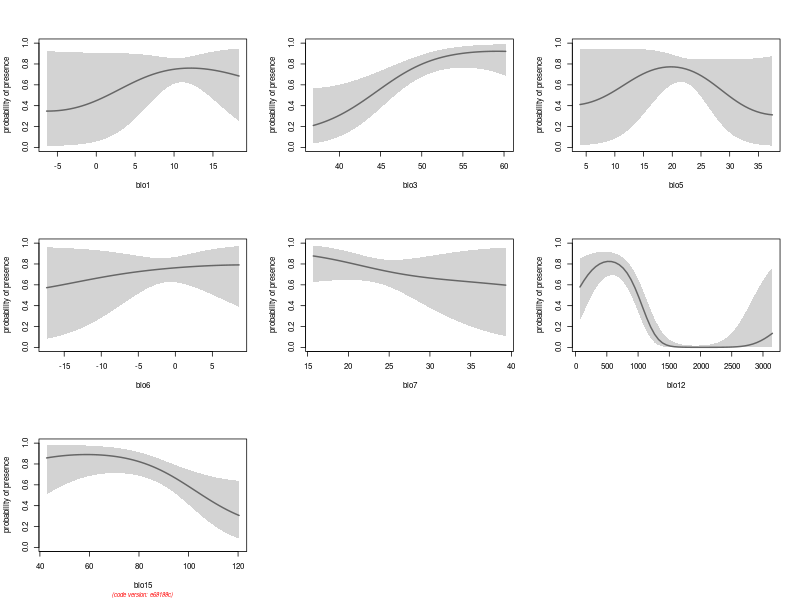 probability of presence
0.0 0.2 0.4 0.6 0.8 1.0
-5 0 5 10 15
bio1
probability of presence
0.0 0.2 0.4 0.6 0.8 1.0
40 45 50 55 60
bio3
probability of presence
0.0 0.2 0.4 0.6 0.8 1.0
5 10 15 20 25 30 35
bio5
probability of presence
0.0 0.2 0.4 0.6 0.8 1.0
-15 -10 -5 0 5
bio6
probability of presence
0.0 0.2 0.4 0.6 0.8 1.0
15 20 25 30 35 40
bio7
probability of presence
0.0 0.2 0.4 0.6 0.8 1.0
0 500 1000 1500 2000 2500 3000
bio12
probability of presence
0.0 0.2 0.4 0.6 0.8 1.0
40 60 80 100 120
bio15
(code version: e69199c)